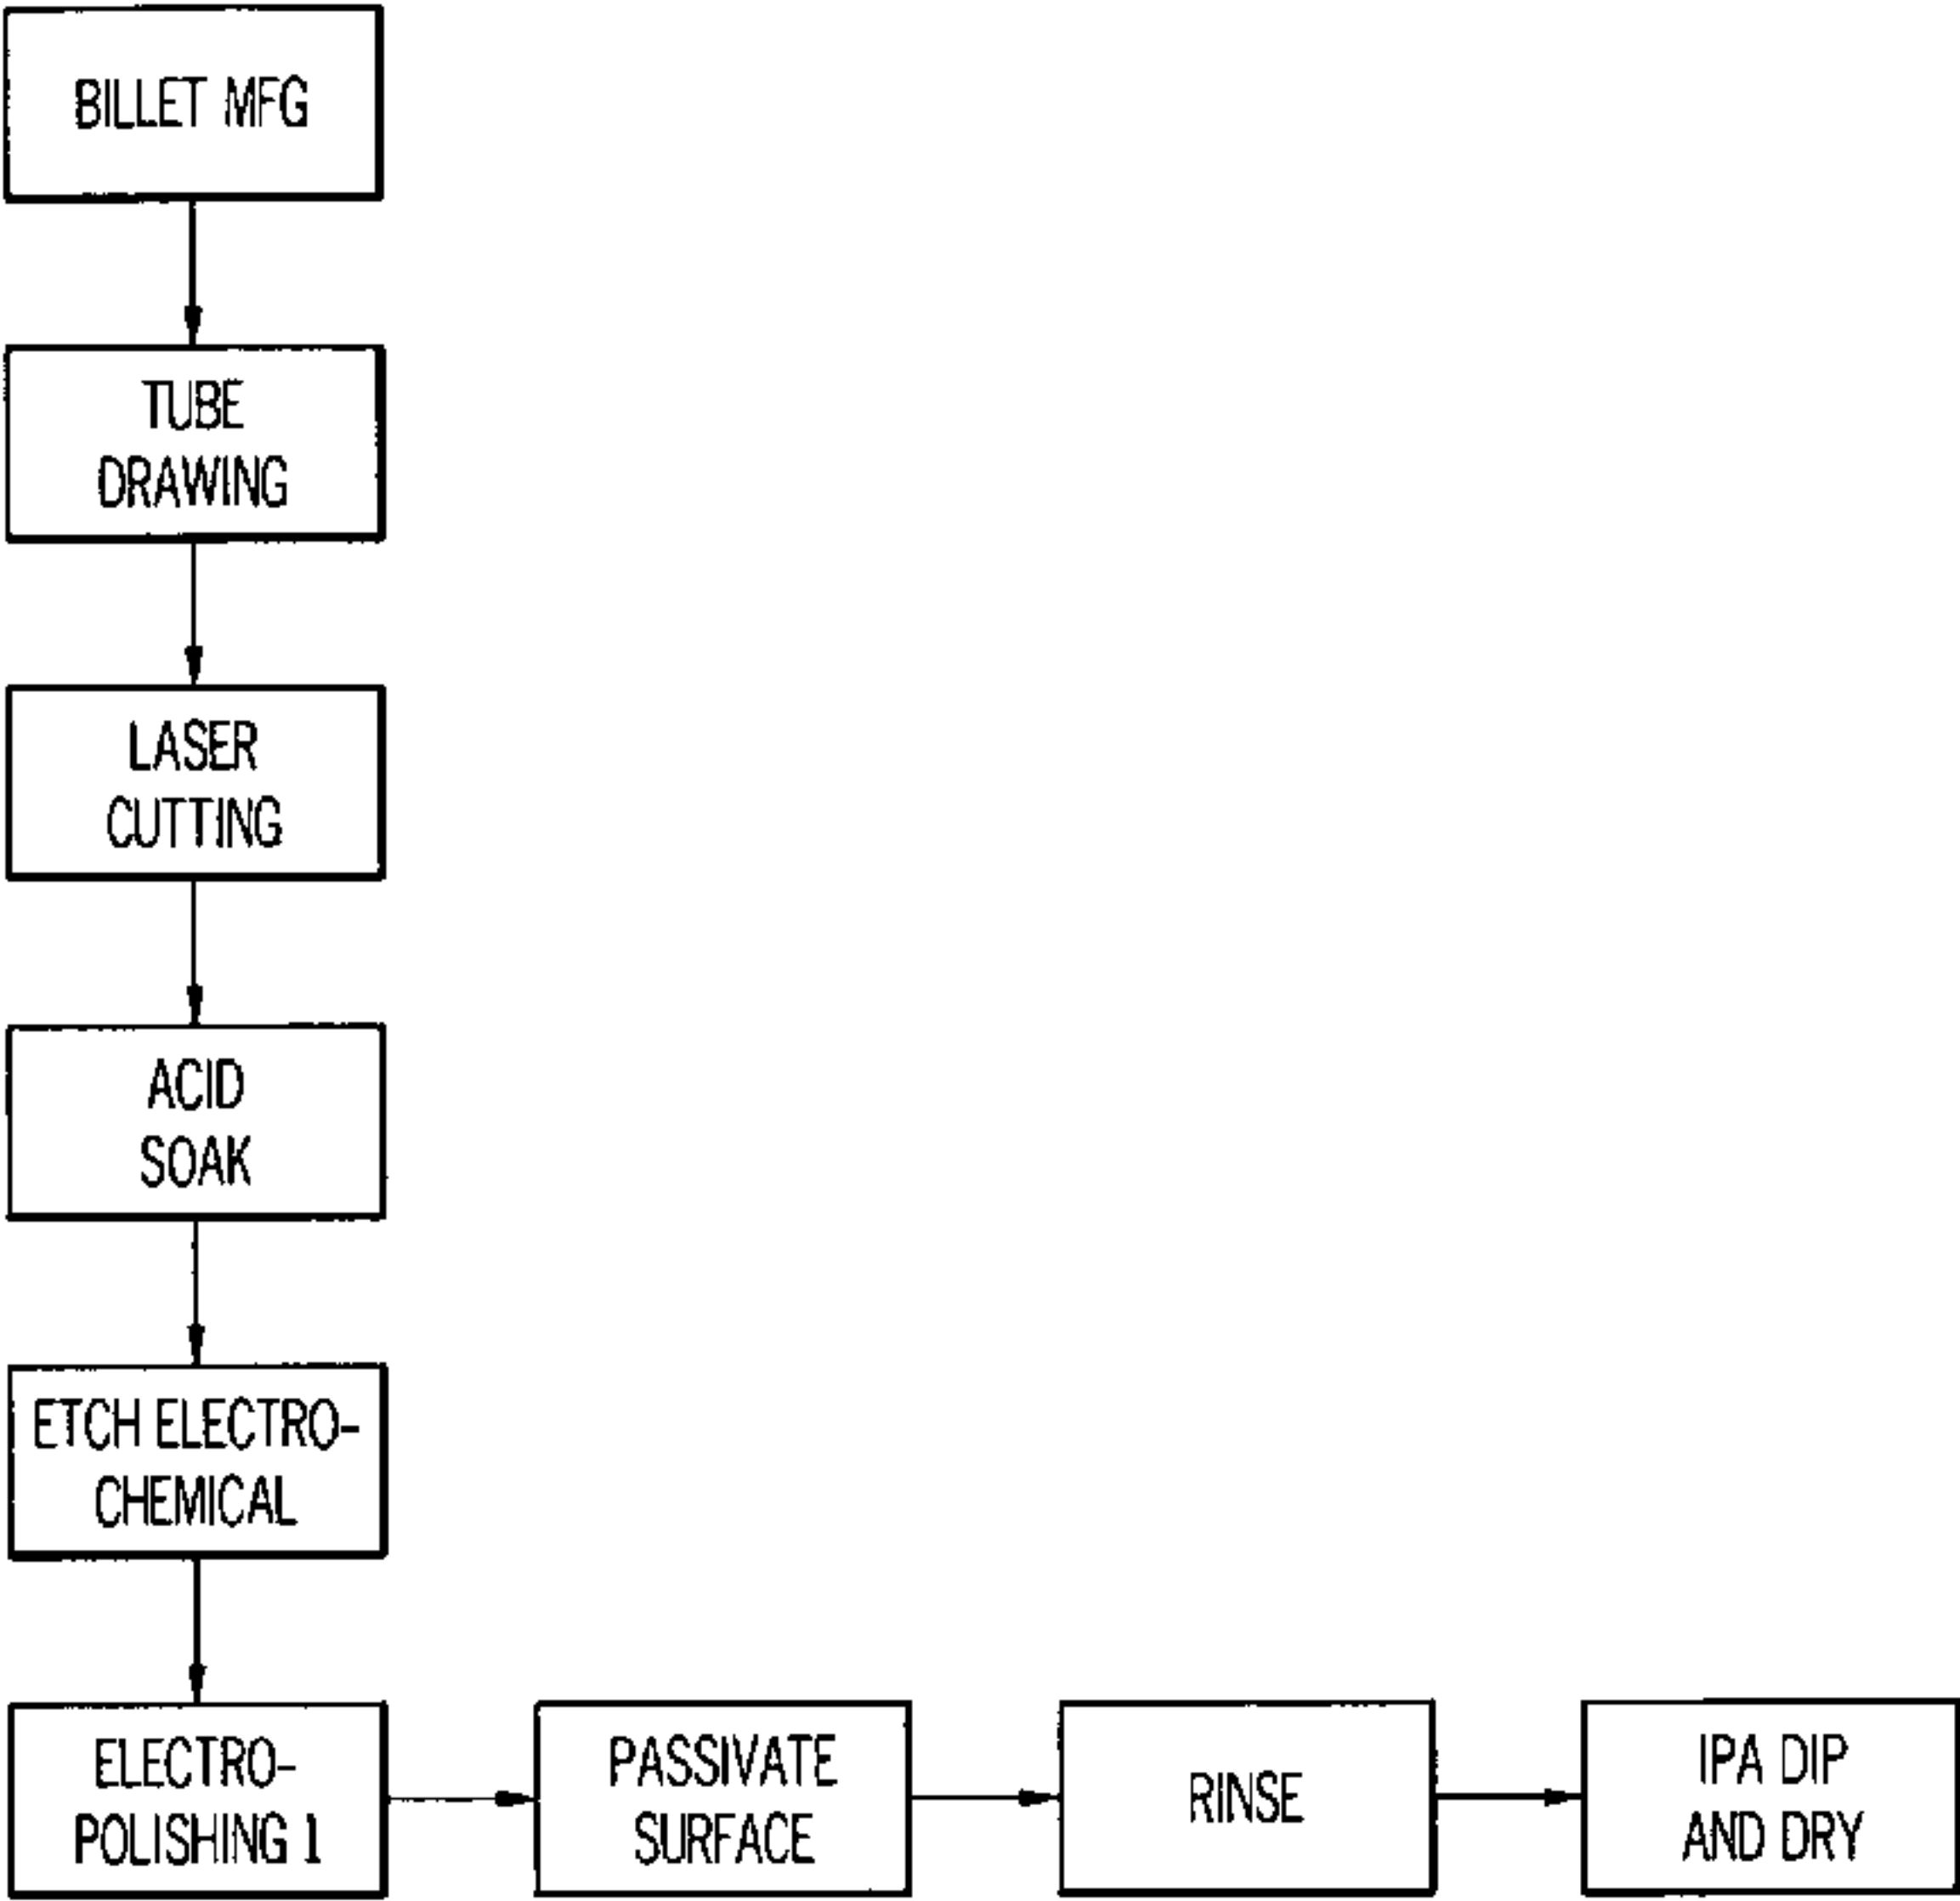 BILLET MFG
TUBE
DRAWING
LASER
CUTTING
ACID
SOAK
ETCH ELECTRO-
CHEMICAL
ELECTRO-
POLISHING 1
PASSIVATE
SURFACE
RINSE
IPA DIP
AND DRY